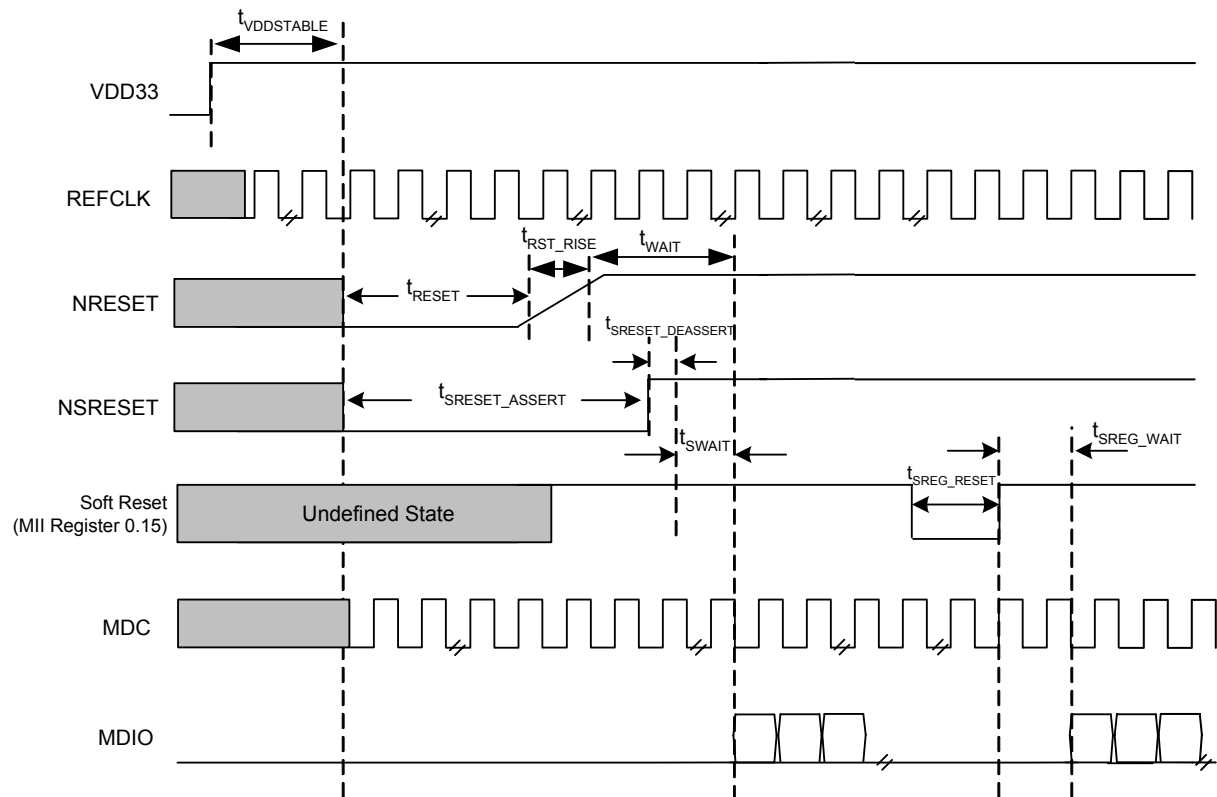 tVDDSTABLE
VDD33
REFCLK
tRST_RISE
tWAIT
NRESET
tRESET
tSRESET_DEASSERT
NSRESET
tSRESET_ASSERT
tSWAIT
tSREG_WAIT
tSREG_RESET
Soft Reset
(MII Register 0.15)
Undefined State
MDC
MDIO